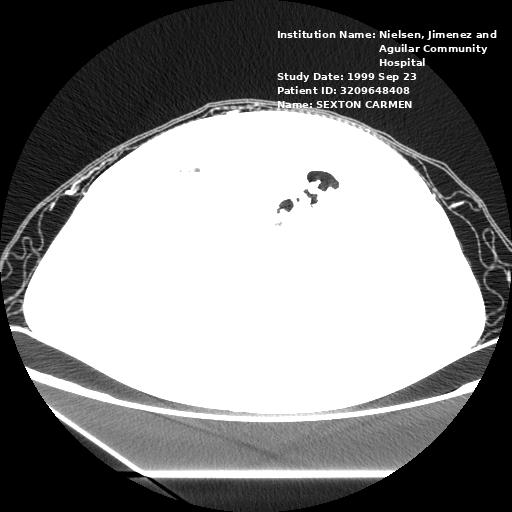 Institution Name: Nielsen, Jimenez and
Aguilar Community
Hospital
Study Date: 1999 Sep 23
Patient ID: 3209648408
Name: SEXTON CARMEN